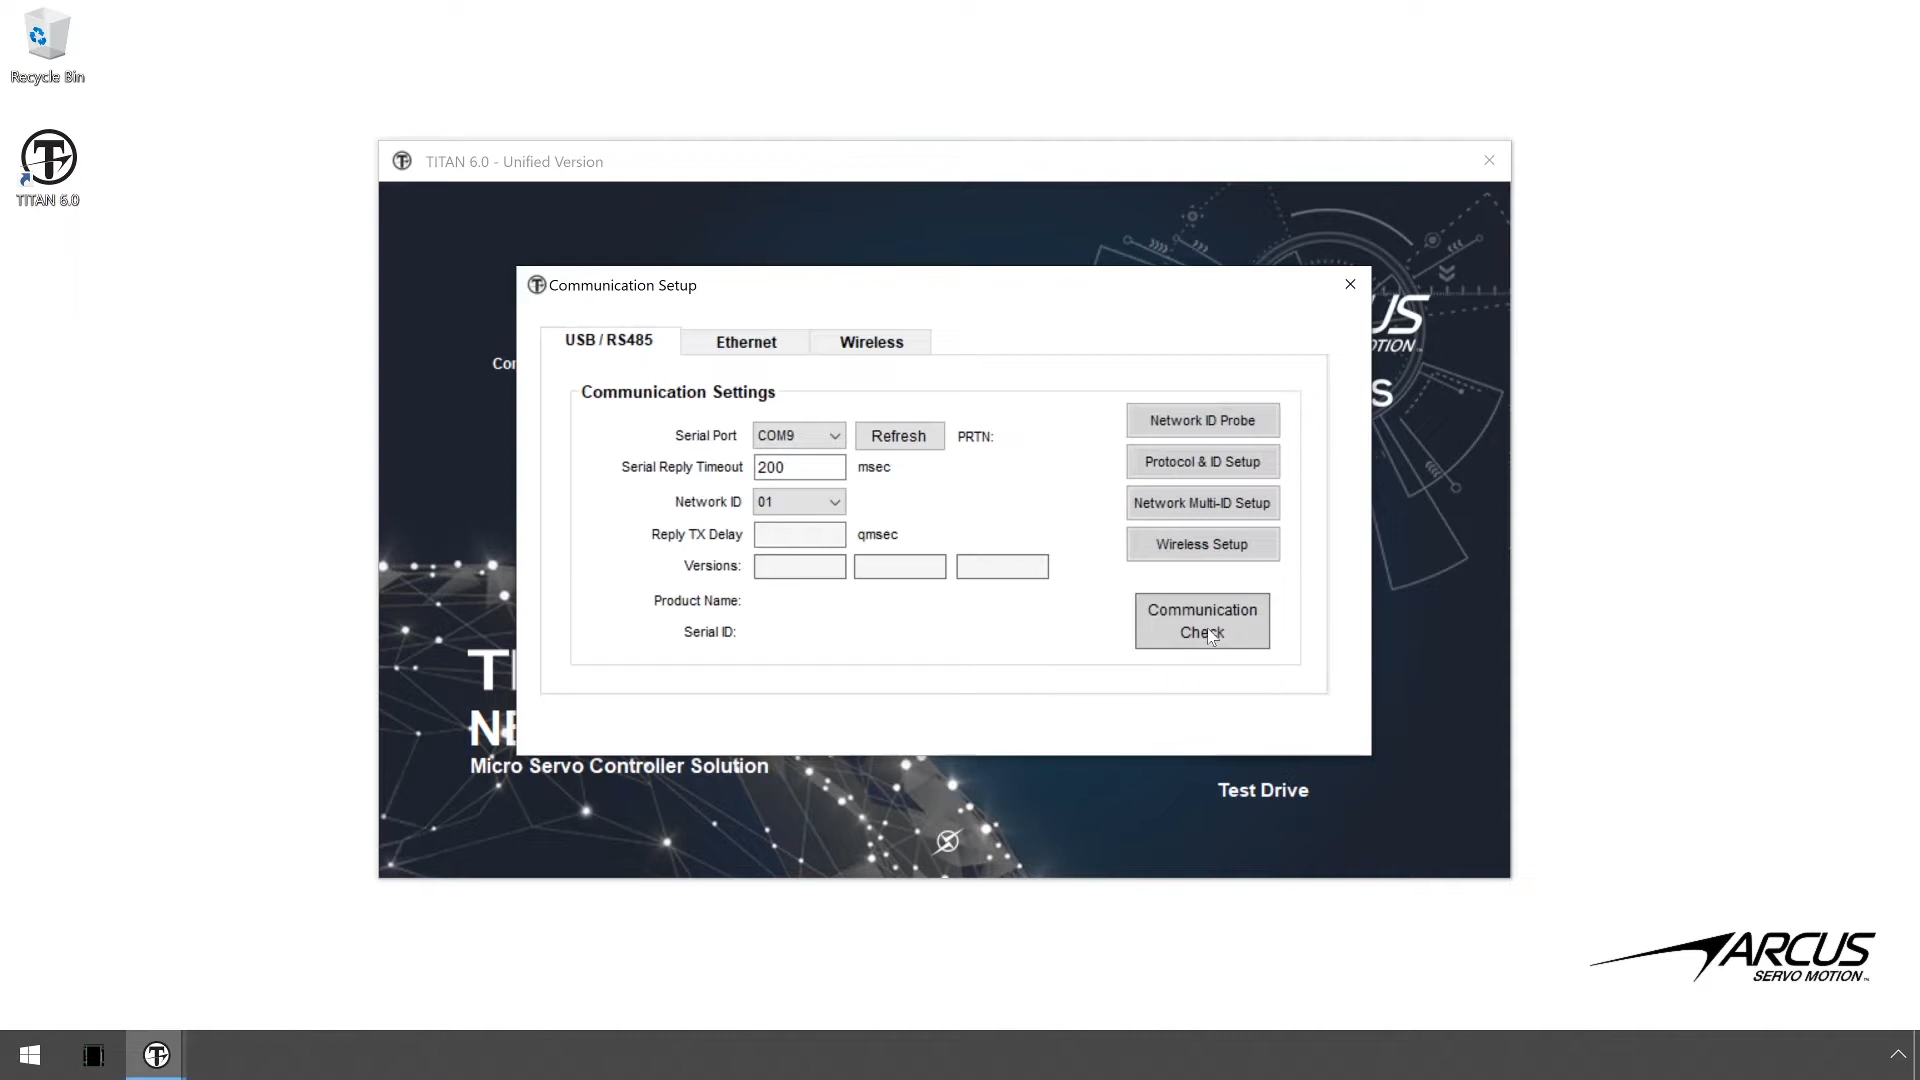 Recycle Bin
TITAN 6.0
TITAN 6.0 - Unified Version
Communication Setup
USB / RS485
Ethernet
Wireless
Communication Settings
Serial Port
COM9
Refresh
PRTN:
Serial Reply Timeout
200
msec
Network ID
01
Reply TX Delay
qmsec
Versions:
Product Name:
Serial ID:
Network ID Probe
Protocol & ID Setup
Network Multi-ID Setup
Wireless Setup
Communication
Check
Micro Servo Controller Solution
Test Drive
ARCUS
SERVO MOTION™